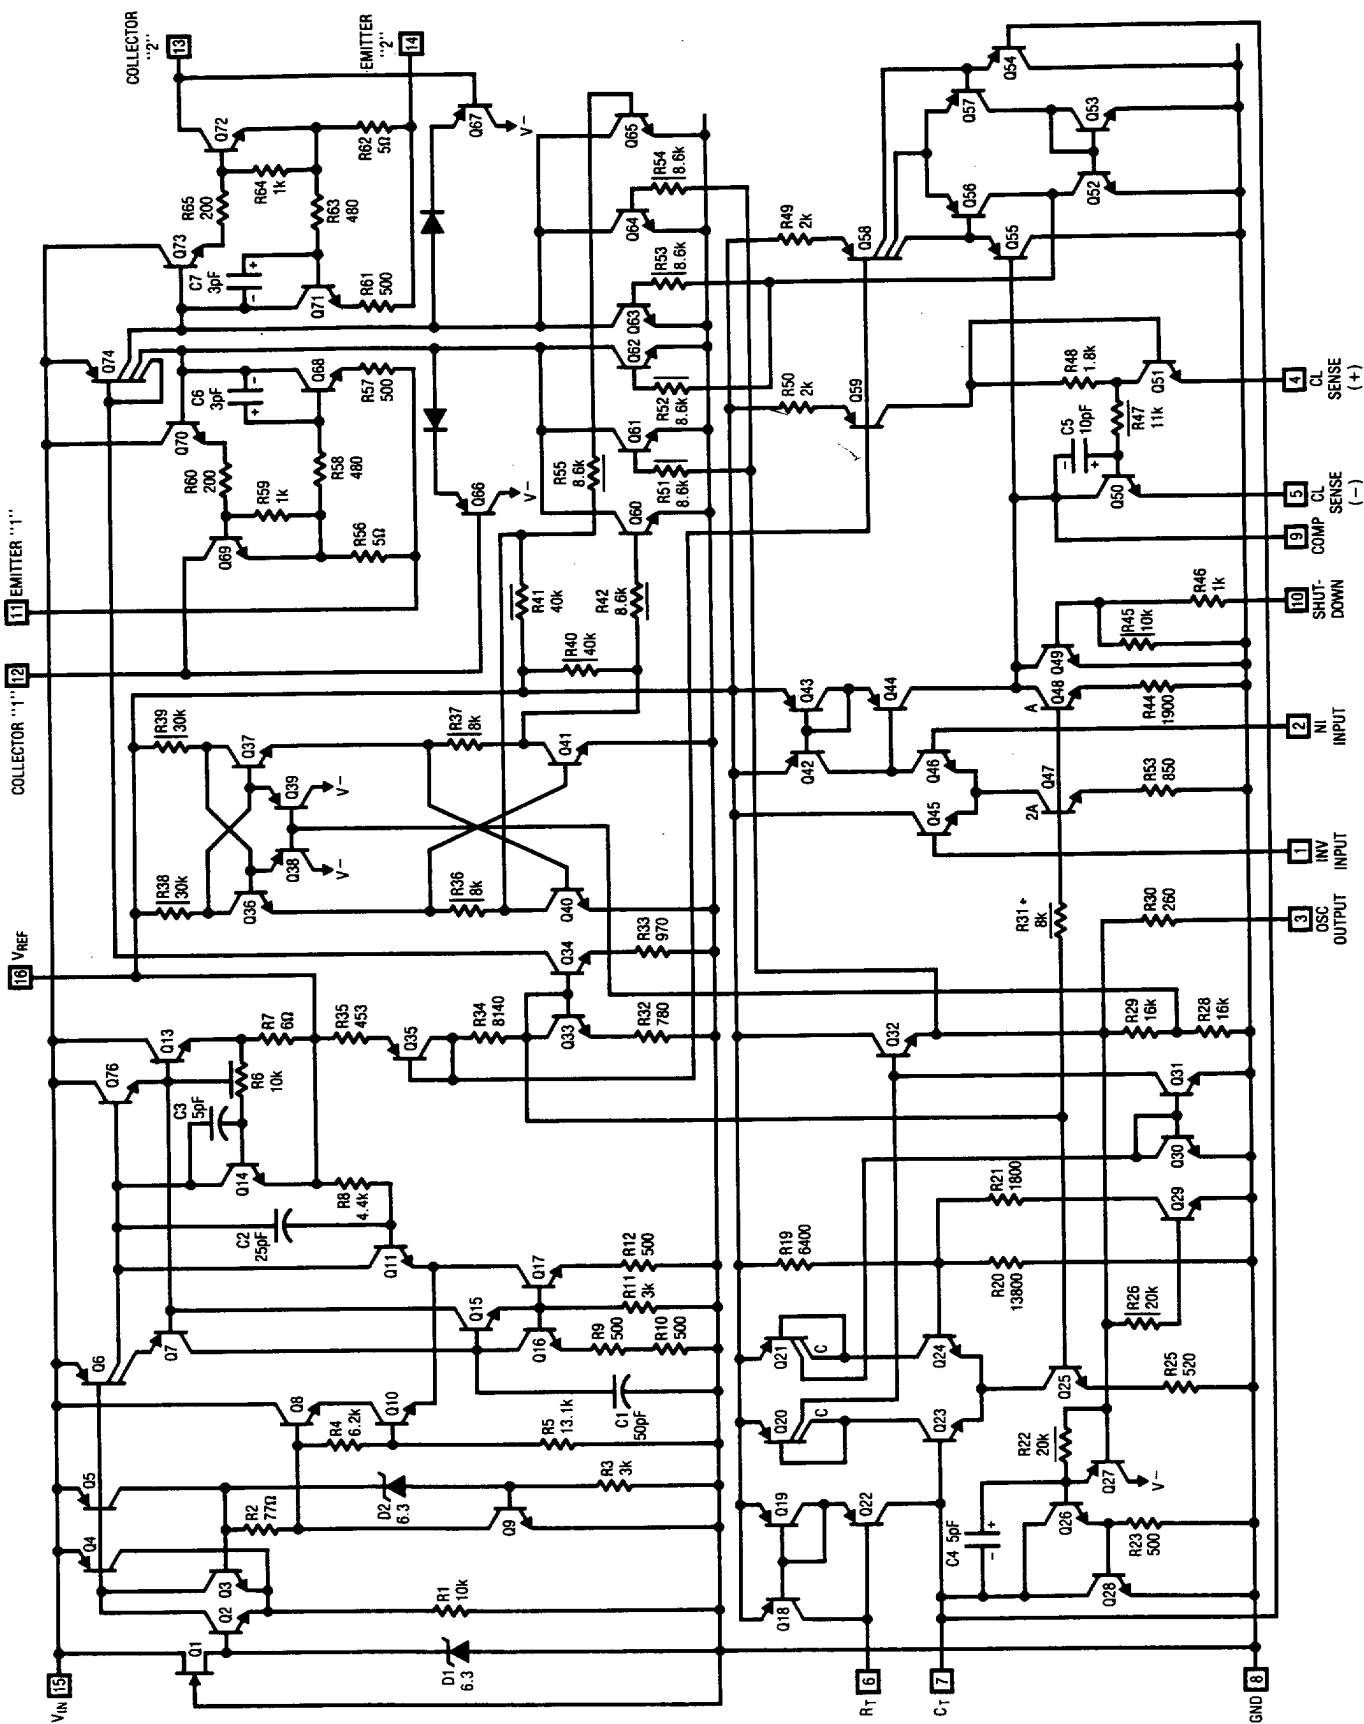 VIN
15
Q1
D1
6.3
Q2
Q3
Q4
Q5
R1
10k
R2
77Ω
D2
6.3
Q9
R3
3k
Q6
Q7
Q8
R4
6.2k
Q10
R5
13.1k
C1
50pF
Q11
C2
25pF
Q14
C3
5pF
Q76
Q13
R6
10k
R7
6Ω
R8
4.4k
Q15
Q16
Q17
R9
500
R10
500
R11
3k
R12
500
16
VREF
R35
453
Q35
R34
8140
Q33
Q34
R32
780
R33
970
R38
30k
R39
30k
Q36
Q37
Q38
V−
Q39
V−
R36
8k
R37
8k
Q40
Q41
COLLECTOR "1"
12
11
EMITTER "1"
R40
40k
R41
40k
R42
8.6k
Q69
R59
1k
R60
200
Q70
R56
5Ω
R58
480
C6
3pF
Q68
R57
500
Q66
V−
Q74
R55
8.6k
Q60
R51
8.6k
Q61
R52
8.6k
Q62
Q63
R53
8.6k
Q64
R54
8.6k
Q65
Q73
C7
3pF
Q71
R61
500
R65
200
R64
1k
R63
480
Q72
R62
5Ω
Q67
V−
COLLECTOR
"2"
13
EMITTER
"2"
14
RT
6
CT
7
GND
8
Q18
Q19
Q22
Q20
C
Q21
C
Q23
Q24
R19
6400
R20
13800
R21
1800
C4
5pF
Q26
Q27
V−
Q28
R22
20k
R23
500
Q25
R25
520
R26
20k
Q29
Q30
Q31
Q32
R29
16k
R28
16k
R30
260
3
OSC
OUTPUT
R31+
8k
Q42
Q43
Q44
Q45
Q46
Q47
2A
Q48
A
R53
850
R44
1900
Q49
R45
10k
R46
1k
1
INV
INPUT
2
NI
INPUT
10
SHUT-
DOWN
9
COMP
5
CL
SENSE
(−)
4
CL
SENSE
(+)
Q50
C5
10pF
R47
11k
R48
1.8k
Q51
R50
2k
Q59
R49
2k
Q58
Q55
Q56
Q57
Q54
Q52
Q53